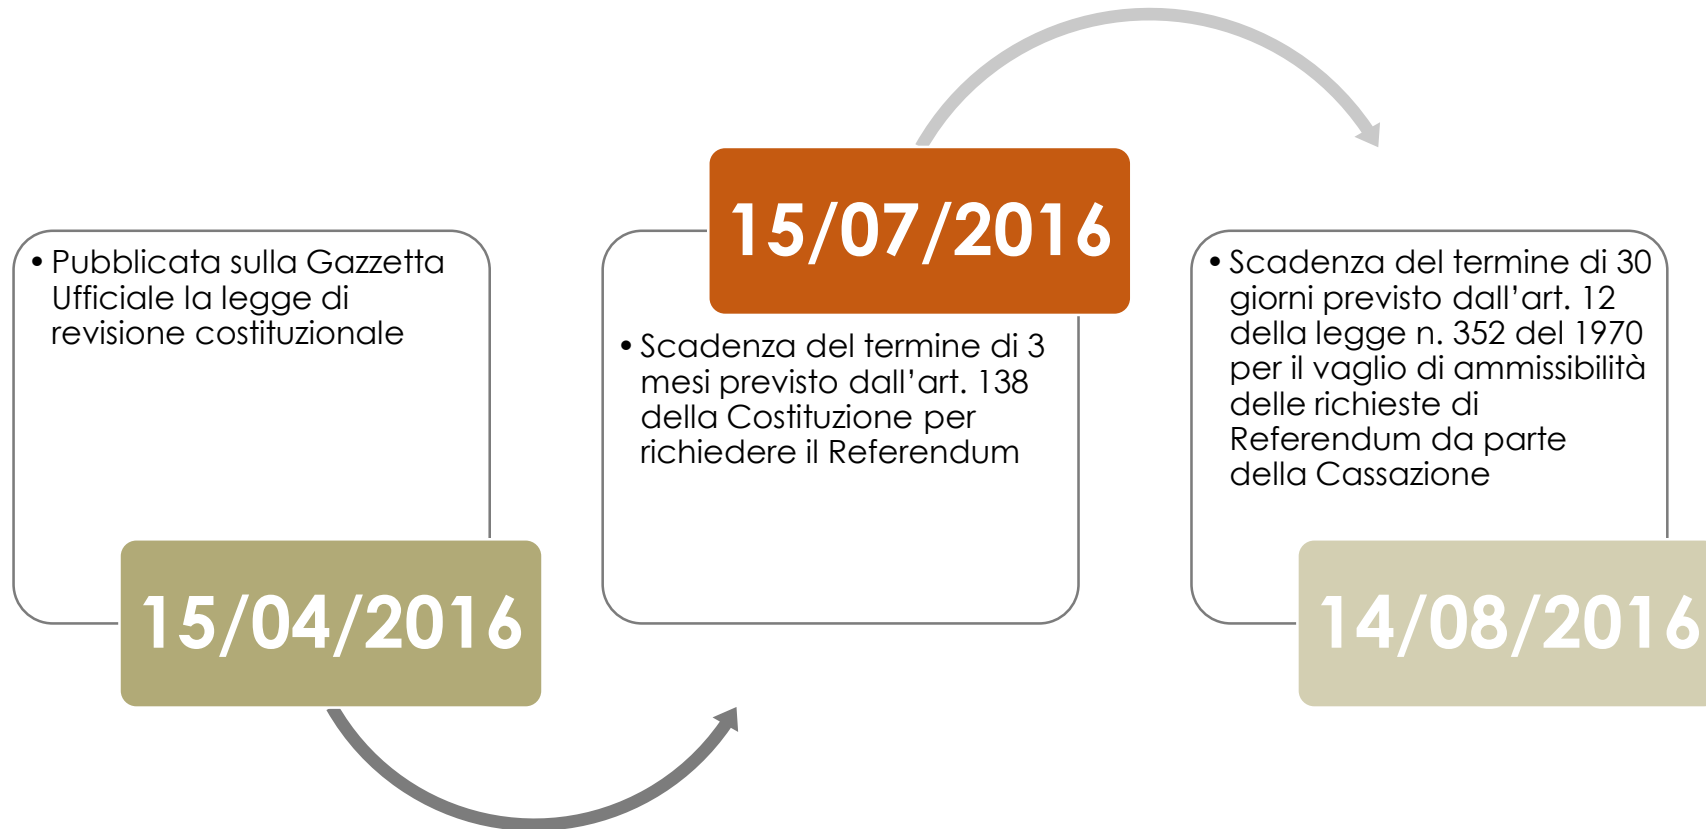 • Pubblicata sulla Gazzetta
Ufficiale la legge di
revisione costituzionale
15/04/2016
15/07/2016
• Scadenza del termine di 3
mesi previsto dall’art. 138
della Costituzione per
richiedere il Referendum
• Scadenza del termine di 30
giorni previsto dall’art. 12
della legge n. 352 del 1970
per il vaglio di ammissibilità
delle richieste di
Referendum da parte
della Cassazione
14/08/2016